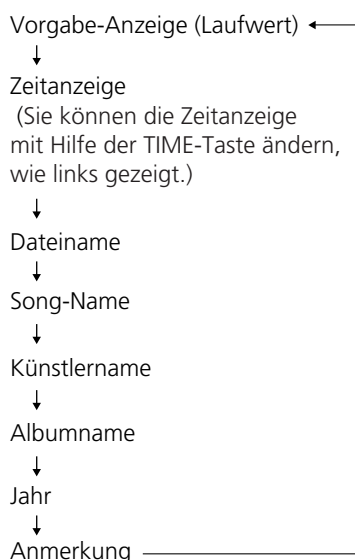 Vorgabe-Anzeige (Laufwert)
Zeitanzeige
(Sie können die Zeitanzeige
mit Hilfe der TIME-Taste ändern,
wie links gezeigt.)
Dateiname
Song-Name
Künstlername
Albumname
Jahr
Anmerkung